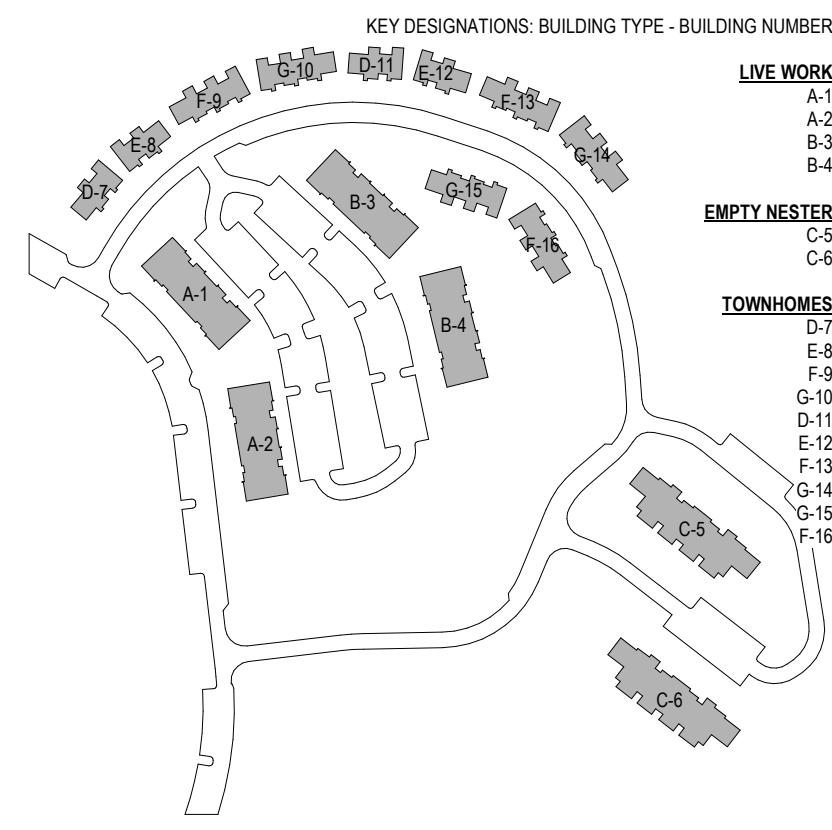 KEY DESIGNATIONS: BUILDING TYPE - BUILDING NUMBER
LIVE WORK
A-1
A-2
B-3
B-4
EMPTY NESTER
C-5
C-6
TOWNHOMES
D-7
E-8
F-9
G-10
D-11
E-12
F-13
G-14
G-15
F-16
D-7
E-8
F-9
G-10
D-11
E-12
F-13
G-14
G-15
F-16
B-3
A-1
B-4
A-2
C-5
C-6